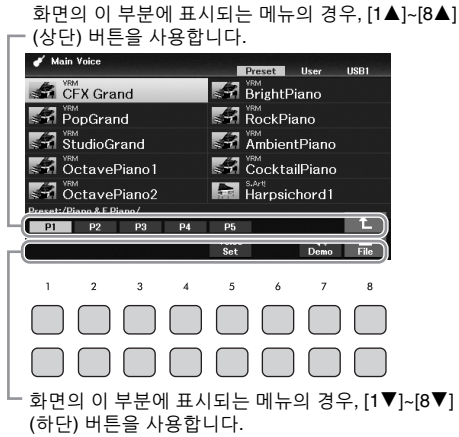 화면의 이 부분에 표시되는 메뉴의 경우, [1▲]~[8▲]
(상단) 버튼을 사용합니다.
Main Voice
Preset User USB1
VRM CFX Grand VRM BrightPiano
VRM PopGrand VRM RockPiano
VRM StudioGrand VRM AmbientPiano
VRM OctavePiano1 VRM CocktailPiano
VRM OctavePiano2 S.Art! Harpsichord1
Preset:/Piano & E.Piano/
P1 P2 P3 P4 P5
Set Demo File
1 2 3 4 5 6 7 8
화면의 이 부분에 표시되는 메뉴의 경우, [1▼]~[8▼]
(하단) 버튼을 사용합니다.